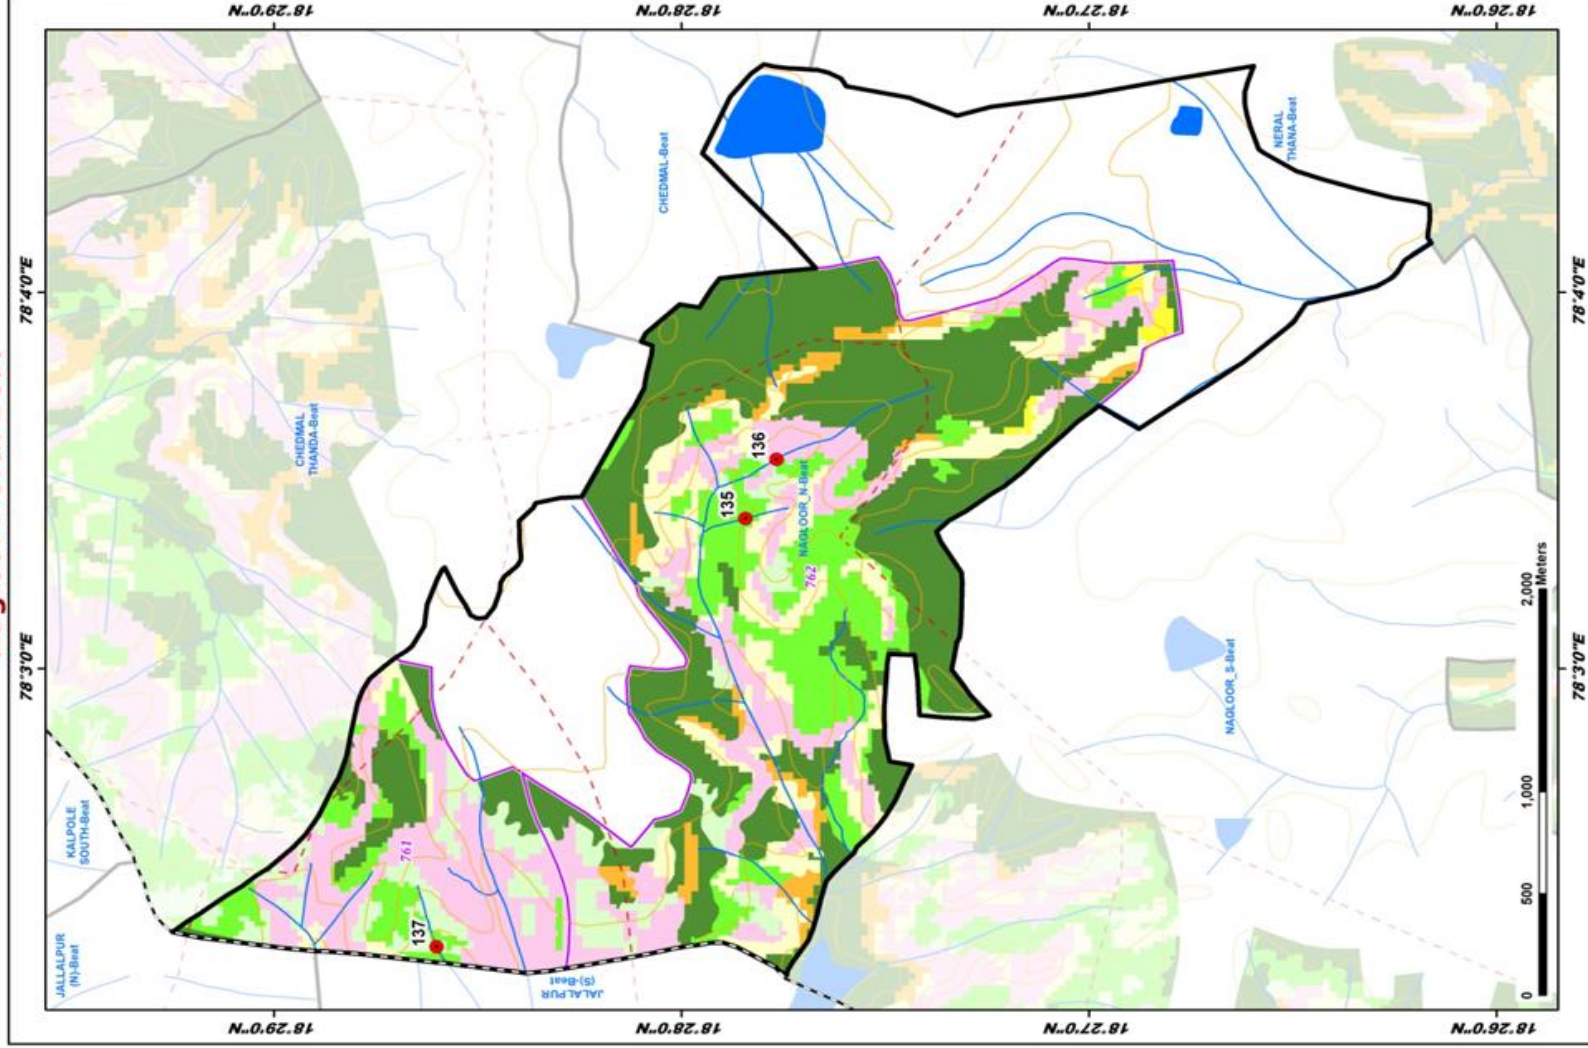 18°29'0"N
18°28'0"N
18°27'0"N
18°26'0"N
78°4'0"E
78°4'0"E
CHEDMAL-Beat
NERAL
THANA-Beat
CHEDMAL
THANDA-Beat
136
135
NAGLOOR_N-Beat
762
78°3'0"E
78°3'0"E
NAGLOOR_S-Beat
KALPOLE
SOUTH-Beat
761
137
JALLALPUR
(N)-Beat
JALALPUR
(S)-Beat
0
500
1,000
2,000
Meters
18°29'0"N
18°28'0"N
18°27'0"N
18°26'0"N